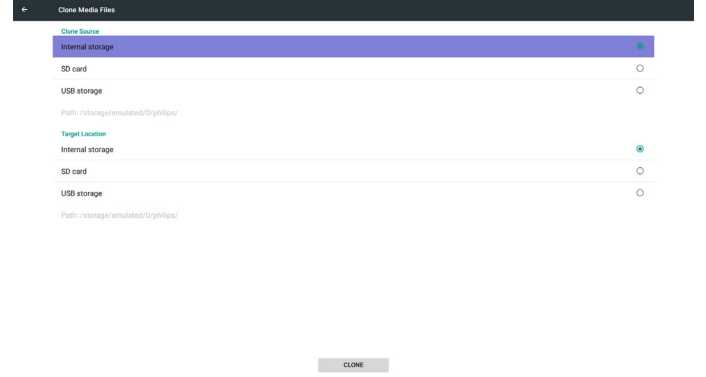 Clone Media Files
Clone Source
Internal storage
SD card
USB storage
Path: /storage/emulated/0/philips/
Target Location
Internal storage
SD card
USB storage
Path: /storage/emulated/0/philips/
CLONE